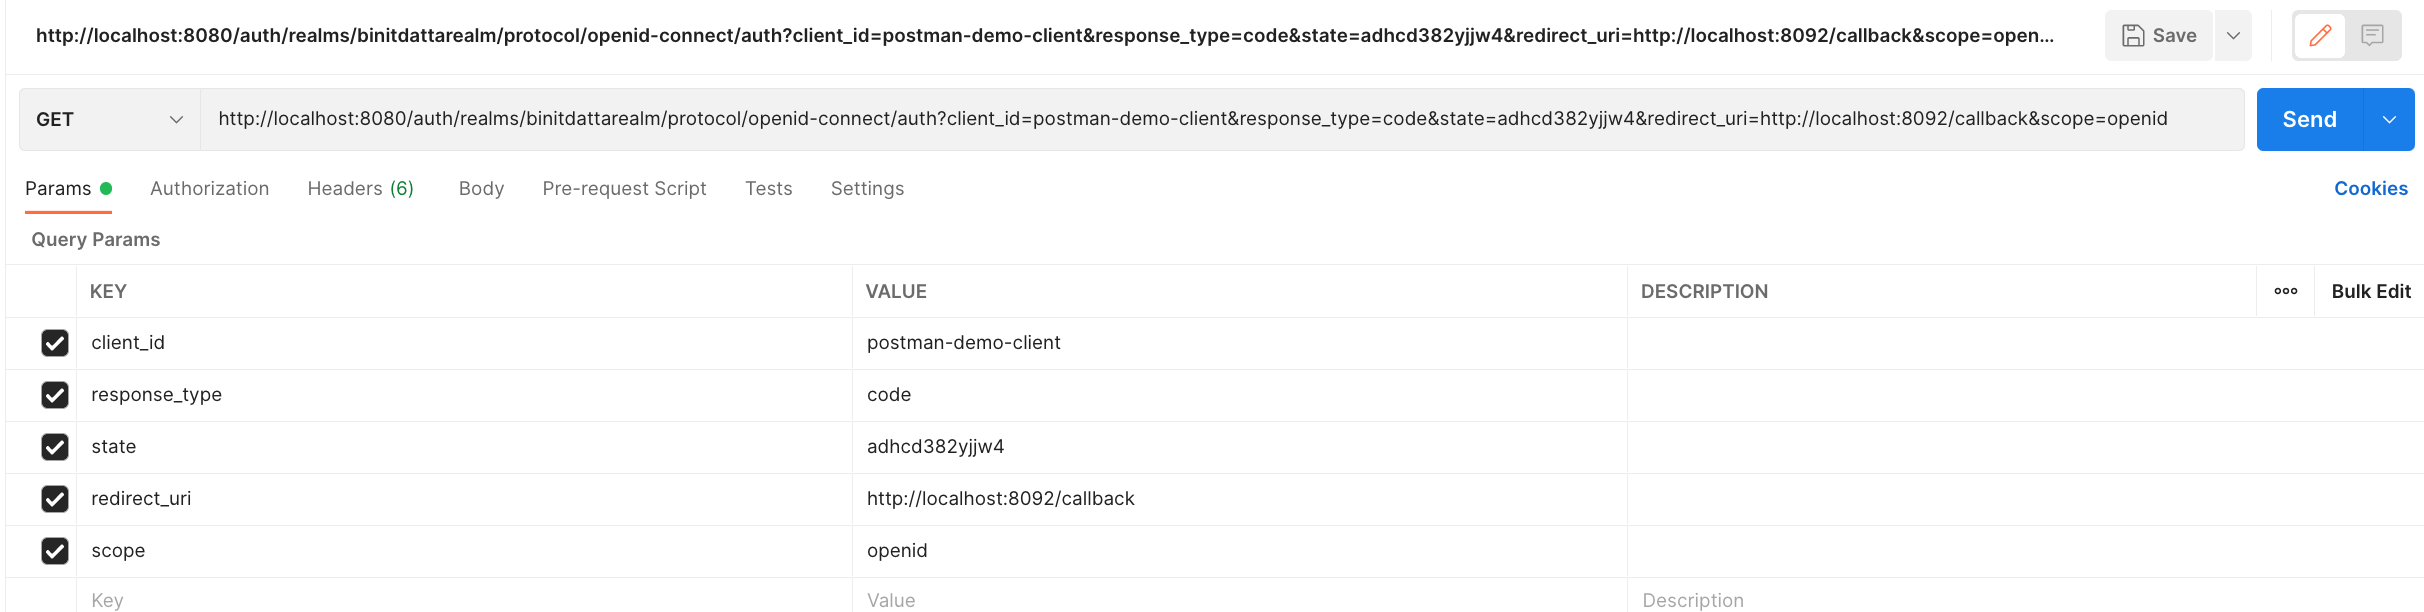 http://localhost:8080/auth/realms/binitdattarealm/protocol/openid-connect/auth?client_id=postman-demo-client&response_type=code&state=adhcd382yjjw4&redirect_uri=http://localhost:8092/callback&scope=open... Save
GET http://localhost:8080/auth/realms/binitdattarealm/protocol/openid-connect/auth?client_id=postman-demo-client&response_type=code&state=adhcd382yjjw4&redirect_uri=http://localhost:8092/callback&scope=openid Send
Params Authorization Headers (6) Body Pre-request Script Tests Settings Cookies
Query Params
KEY VALUE DESCRIPTION ooo Bulk Edit
client_id postman-demo-client
response_type code
state adhcd382yjjw4
redirect_uri http://localhost:8092/callback
scope openid
Key Value Description